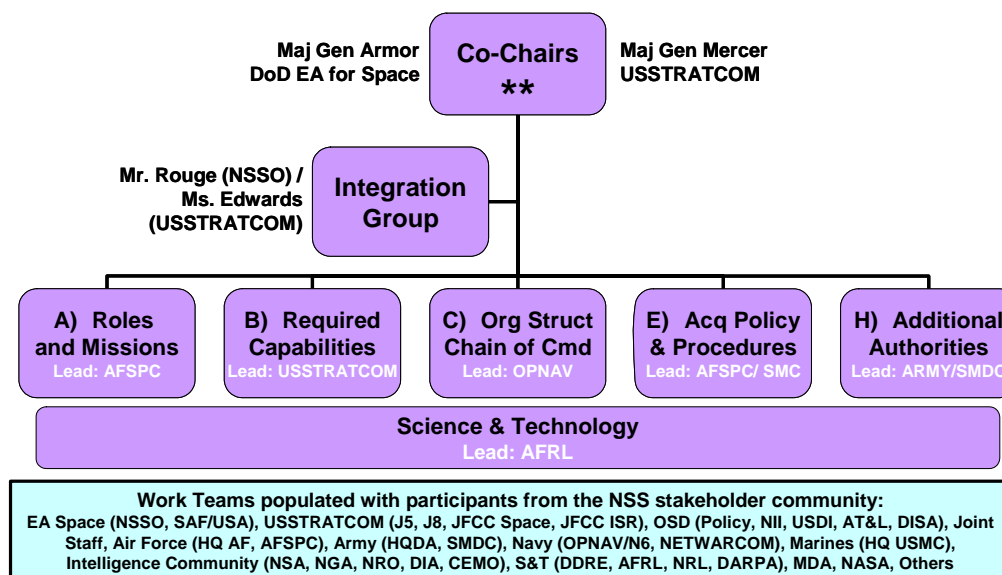 Maj Gen Armor
DoD EA for Space
Co-Chairs
**
Maj Gen Mercer
USSTRATCOM
Mr. Rouge (NSSO) /
Ms. Edwards
(USSTRATCOM)
Integration
Group
A) Roles
and Missions
Lead: AFSPC
B) Required
Capabilities
Lead: USSTRATCOM
C) Org Struct
Chain of Cmd
Lead: OPNAV
E) Acq Policy
& Procedures
Lead: AFSPC/ SMC
H) Additional
Authorities
Lead: ARMY/SMDC
Science & Technology
Lead: AFRL
Work Teams populated with participants from the NSS stakeholder community:
EA Space (NSSO, SAF/USA), USSTRATCOM (J5, J8, JFCC Space, JFCC ISR), OSD (Policy, NII, USDI, AT&L, DISA), Joint
Staff, Air Force (HQ AF, AFSPC), Army (HQDA, SMDC), Navy (OPNAV/N6, NETWARCOM), Marines (HQ USMC),
Intelligence Community (NSA, NGA, NRO, DIA, CEMO), S&T (DDRE, AFRL, NRL, DARPA), MDA, NASA, Others